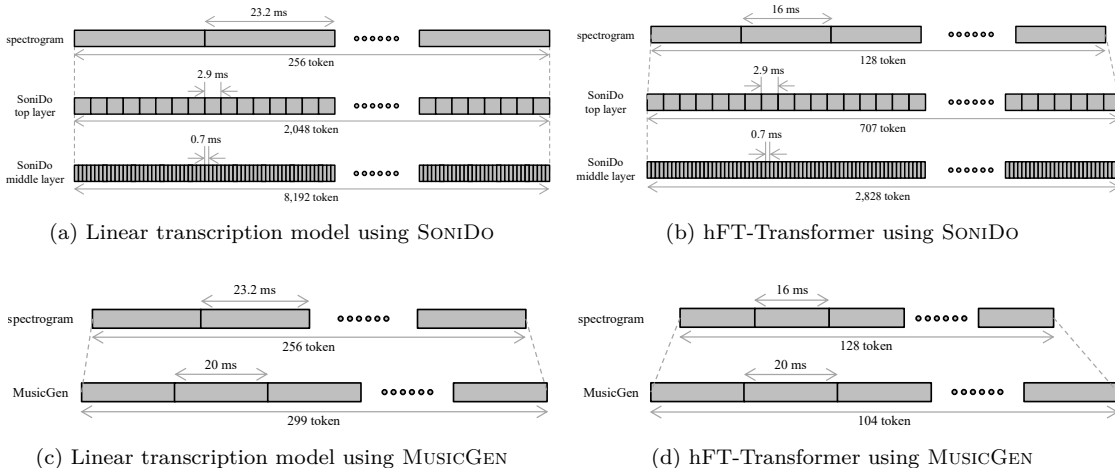 23.2 ms
spectrogram
256 token
2.9 ms
SoniDo
top layer
2,048 token
0.7 ms
SoniDo
middle layer
8,192 token
(a) Linear transcription model using SONIDO
16 ms
spectrogram
128 token
2.9 ms
SoniDo
top layer
707 token
0.7 ms
SoniDo
middle layer
2,828 token
(b) hFT-Transformer using SONIDO
23.2 ms
spectrogram
256 token
20 ms
MusicGen
299 token
(c) Linear transcription model using MUSICGEN
16 ms
spectrogram
128 token
20 ms
MusicGen
104 token
(d) hFT-Transformer using MUSICGEN